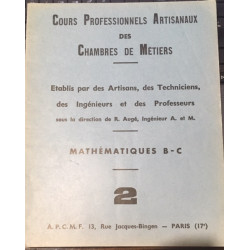 COURS PROFESSIONNELS ARTISANAUX
DES
CHAMBRES DE MÉTIERS
Etablis par des Artisans, des Techniciens,
des Ingénieurs et des Professeurs
sous la direction de R. Augé, Ingénieur A. et M.
MATHÉMATIQUES B-C
2
A.P.C.M.F. 12, Rue Jacques-Bingen - PARIS (17e)